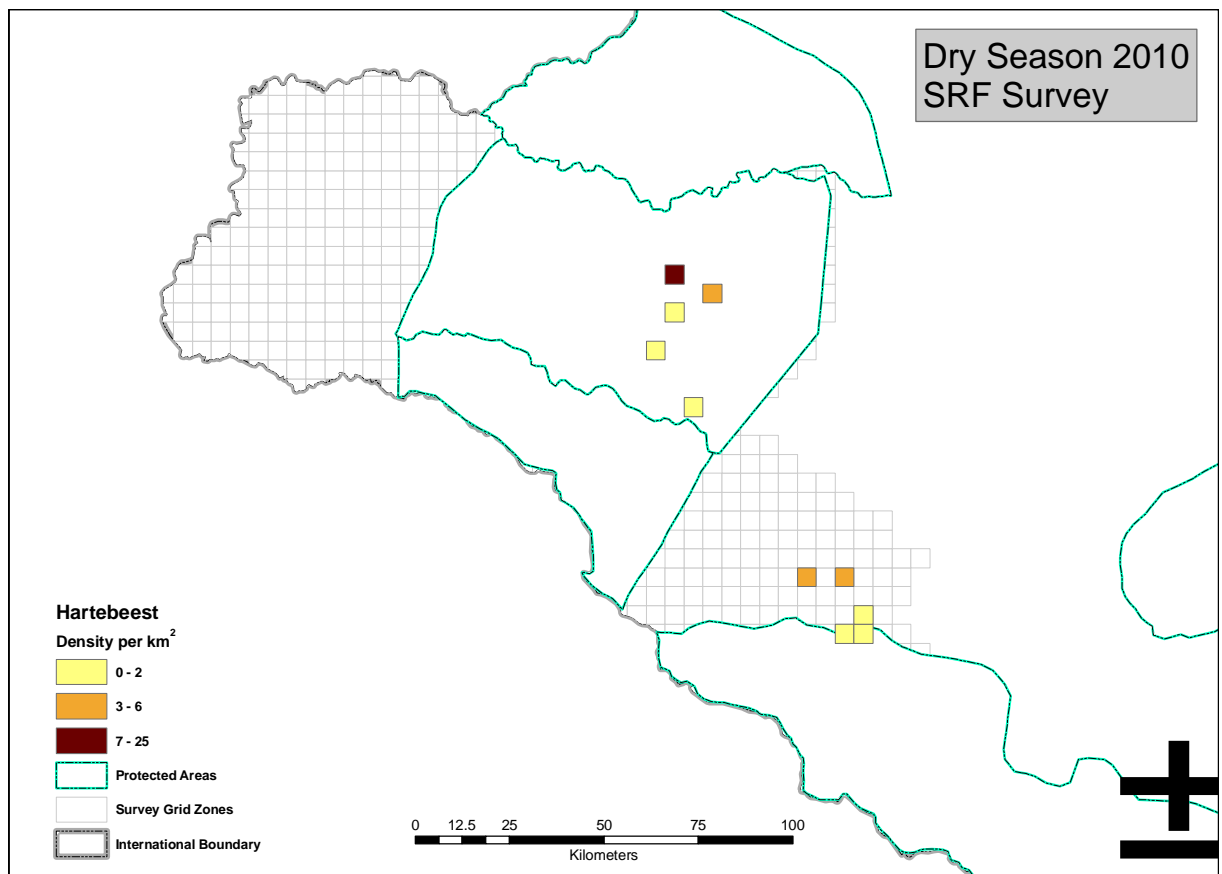 Dry Season 2010
SRF Survey
Hartebeest
Density per km²
0 - 2
3 - 6
7 - 25
Protected Areas
Survey Grid Zones
International Boundary
0 12.5 25 50 75 100
Kilometers